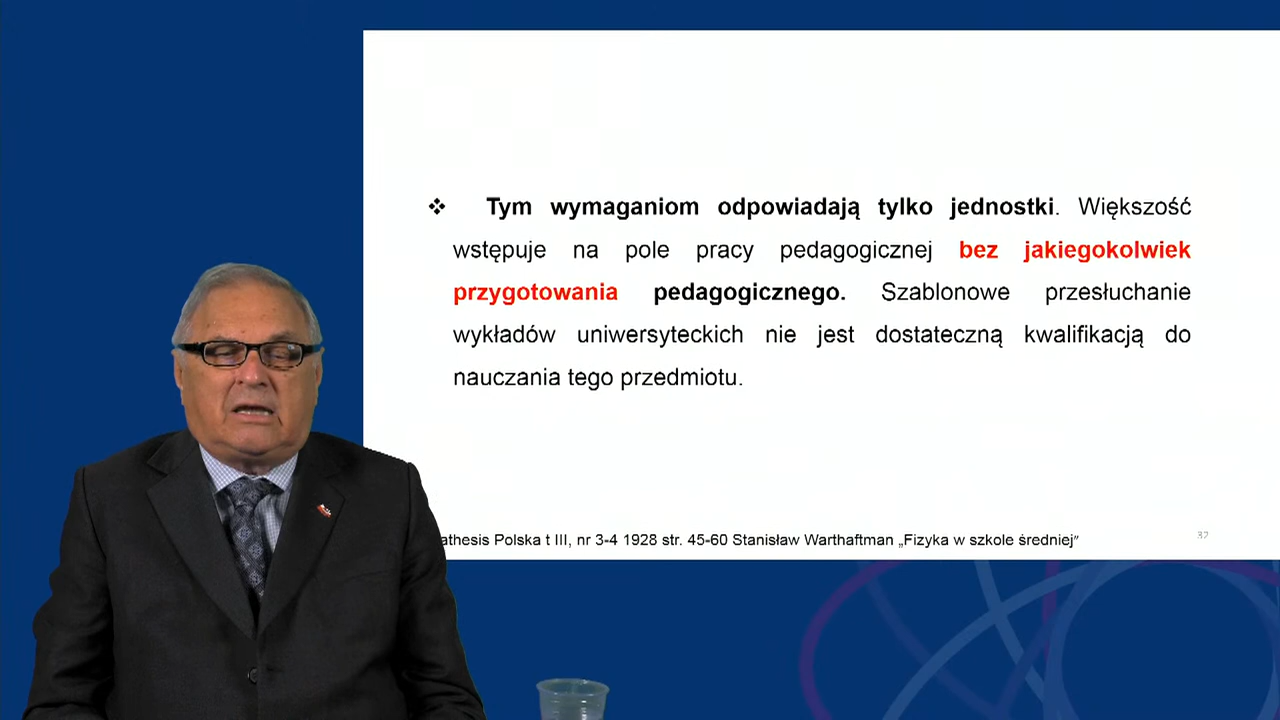 ❖ Tym wymaganiom odpowiadają tylko jednostki. Większość
wstępuje na pole pracy pedagogicznej bez jakiegokolwiek
przygotowania pedagogicznego. Szablonowe przesłuchanie
wykładów uniwersyteckich nie jest dostateczną kwalifikacją do
nauczania tego przedmiotu.
athesis Polska t III, nr 3-4 1928 str. 45-60 Stanisław Warthaftman „Fizyka w szkole średniej”
32